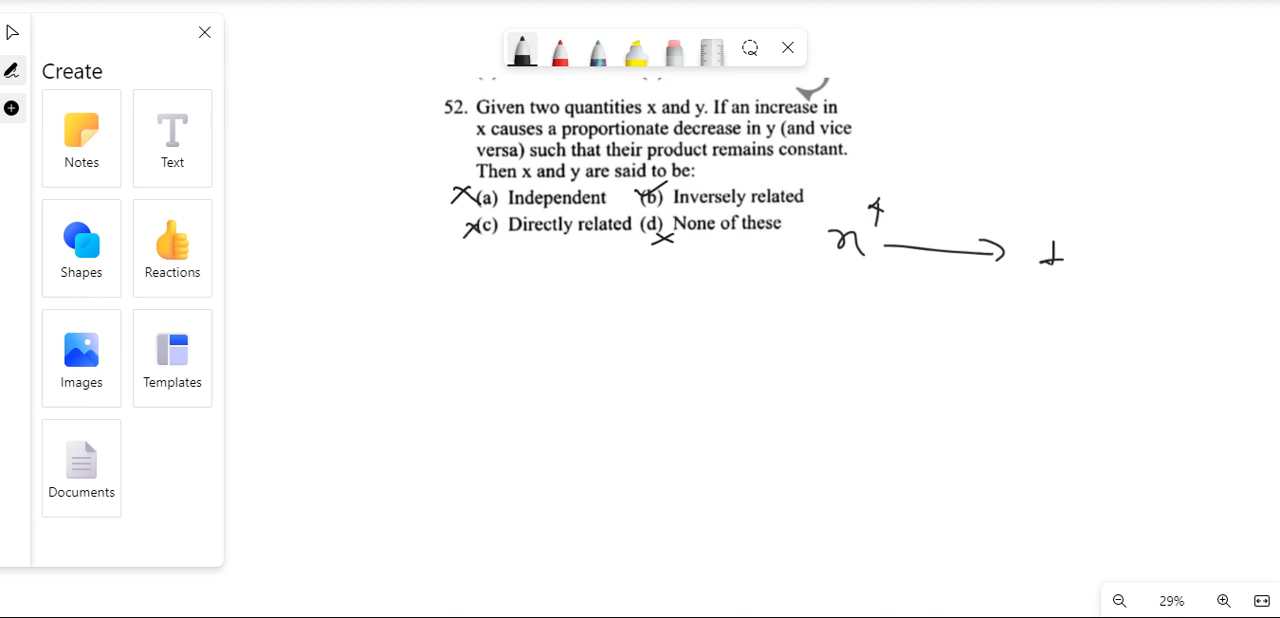 Create
Notes
Text
Shapes
Reactions
Images
Templates
Documents
52. Given two quantities x and y. If an increase in
x causes a proportionate decrease in y (and vice
versa) such that their product remains constant.
Then x and y are said to be:
(a) Independent (b) Inversely related
(c) Directly related (d) None of these
29%